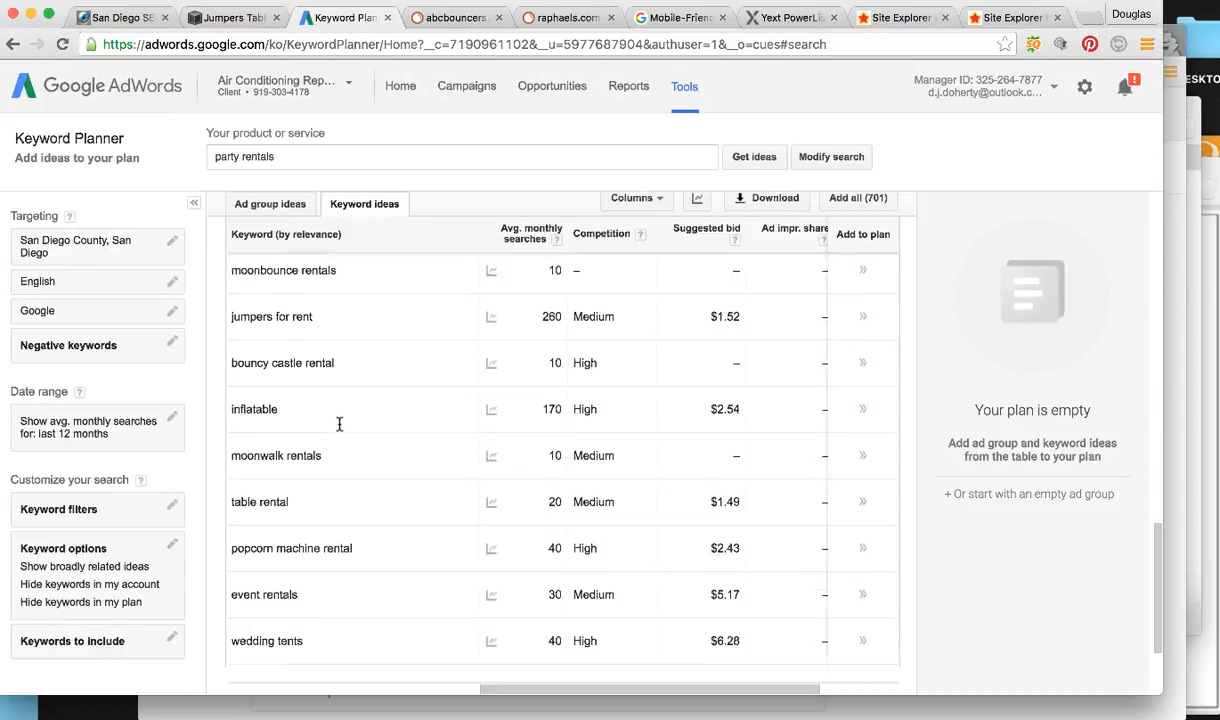 San Diego SE
Jumpers Tabl
Keyword Plan
abcbouncers.
raphaels.com
Mobile-Frien
Yext PowerLis
Site Explorer
Site Explorer
Douglas
https://adwords.google.com/ko/KeywordPlanner/Home?__c=7190961102&__u=5977687904&authuser=1&__o=cues#search
Google AdWords
Air Conditioning Rep...
Client • 919-303-4178
Home
Campaigns
Opportunities
Reports
Tools
Manager ID: 325-264-7877
d.j.doherty@outlook.c...
Keyword Planner
Add ideas to your plan
Your product or service
party rentals
Get ideas
Modify search
Targeting ?
San Diego County, San
Diego
English
Google
Negative keywords
Date range ?
Show avg. monthly searches
for: last 12 months
Customize your search ?
Keyword filters
Keyword options
Show broadly related ideas
Hide keywords in my account
Hide keywords in my plan
Keywords to include
Ad group ideas
Keyword ideas
Columns
Download
Add all (701)
Keyword (by relevance) Avg. monthly searches ? Competition ? Suggested bid ? Ad impr. share ? Add to plan
moonbounce rentals 10 – – – »
jumpers for rent 260 Medium $1.52 – »
bouncy castle rental 10 High – – »
inflatable 170 High $2.54 – »
moonwalk rentals 10 Medium – – »
table rental 20 Medium $1.49 – »
popcorn machine rental 40 High $2.43 – »
event rentals 30 Medium $5.17 – »
wedding tents 40 High $6.28 – »
Your plan is empty
Add ad group and keyword ideas
from the table to your plan
+ Or start with an empty ad group
ESKTO